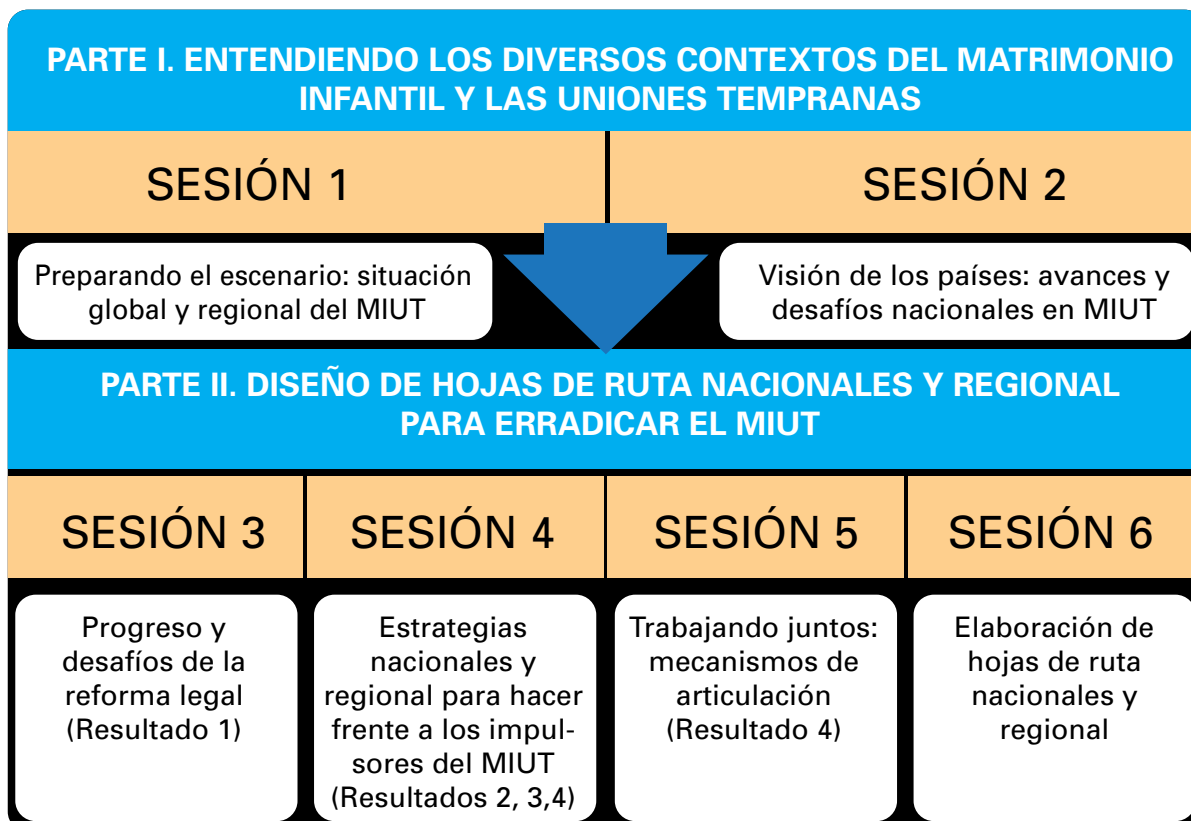 PARTE I. ENTENDIENDO LOS DIVERSOS CONTEXTOS DEL MATRIMONIO
INFANTIL Y LAS UNIONES TEMPRANAS
SESIÓN 1
SESIÓN 2
Preparando el escenario: situación
global y regional del MIUT
Visión de los países: avances y
desafíos nacionales en MIUT
PARTE II. DISEÑO DE HOJAS DE RUTA NACIONALES Y REGIONAL
PARA ERRADICAR EL MIUT
SESIÓN 3
SESIÓN 4
SESIÓN 5
SESIÓN 6
Progreso y
desafíos de la
reforma legal
(Resultado 1)
Estrategias
nacionales y
regional para hacer
frente a los impul-
sores del MIUT
(Resultados 2, 3,4)
Trabajando juntos:
mecanismos de
articulación
(Resultado 4)
Elaboración de
hojas de ruta
nacionales y
regional